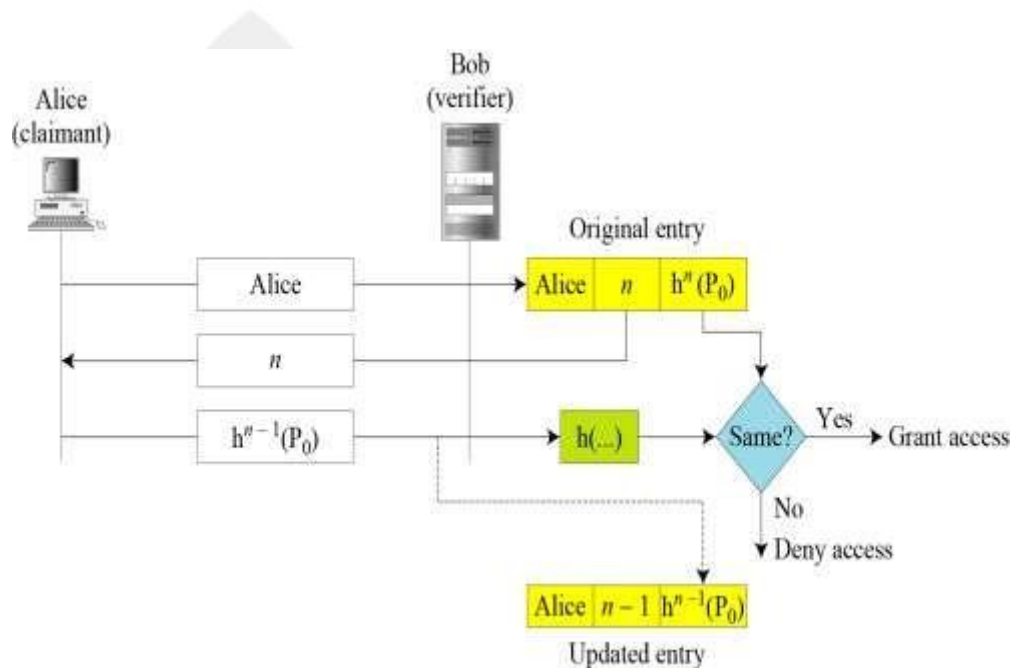 Alice
(claimant)
Bob
(verifier)
Original entry
Alice n hⁿ(P₀)
Alice
n
hⁿ⁻¹(P₀)
h(...)
Same?
Yes
Grant access
No
Deny access
Alice n – 1 hⁿ⁻¹(P₀)
Updated entry